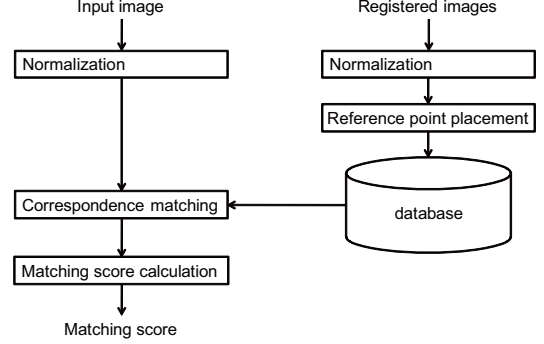 Input image
Registered images
Normalization
Normalization
Reference point placement
database
Correspondence matching
Matching score calculation
Matching score